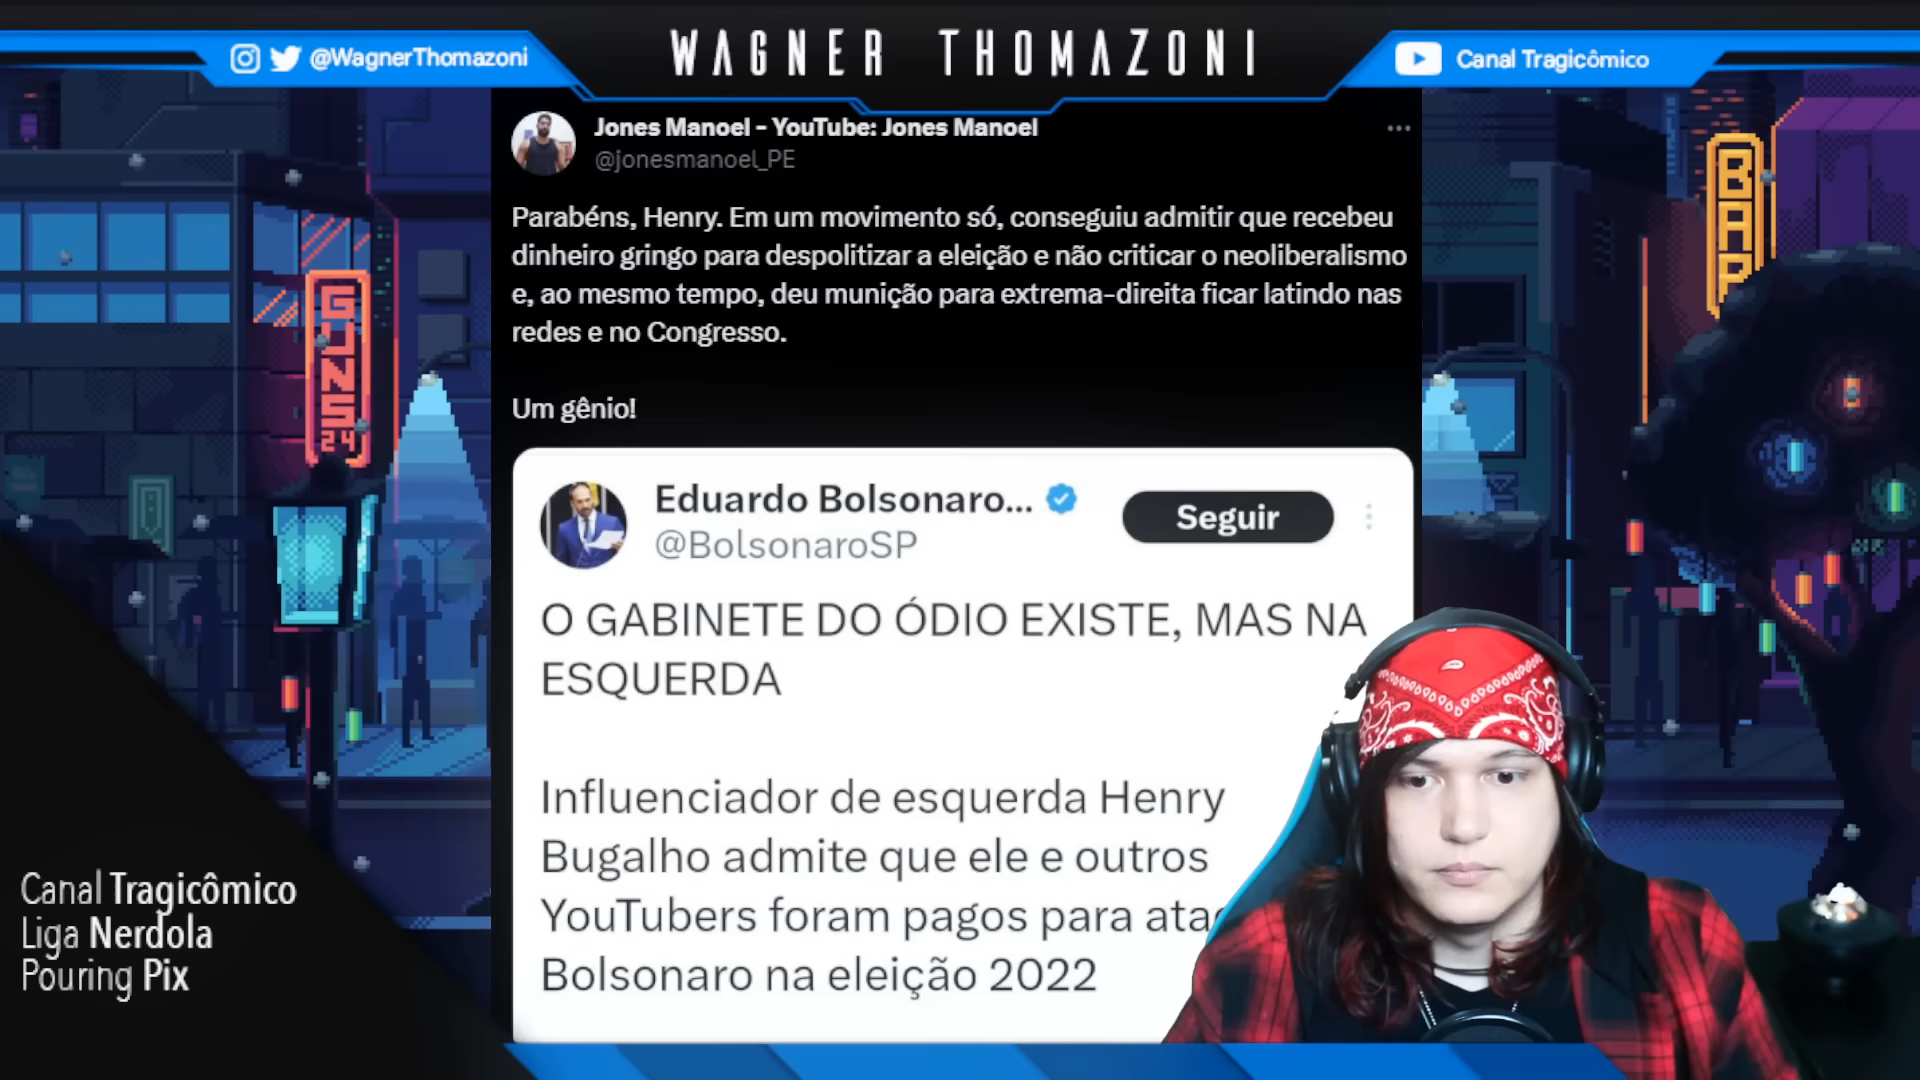 WAGNER THOMAZONI
@WagnerThomazoni
Canal Tragicômico
Jones Manoel - YouTube: Jones Manoel
@jonesmanoel_PE
Parabéns, Henry. Em um movimento só, conseguiu admitir que recebeu
dinheiro gringo para despolitizar a eleição e não criticar o neoliberalismo
e, ao mesmo tempo, deu munição para extrema-direita ficar latindo nas
redes e no Congresso.
Um gênio!
Eduardo Bolsonaro...
Seguir
@BolsonaroSP
O GABINETE DO ÓDIO EXISTE, MAS NA
ESQUERDA
Influenciador de esquerda Henry
Bugalho admite que ele e outros
YouTubers foram pagos para
Bolsonaro na eleição 2022
GUNS
24
BAR
Canal Tragicômico
Liga Nerdola
Pouring Pix